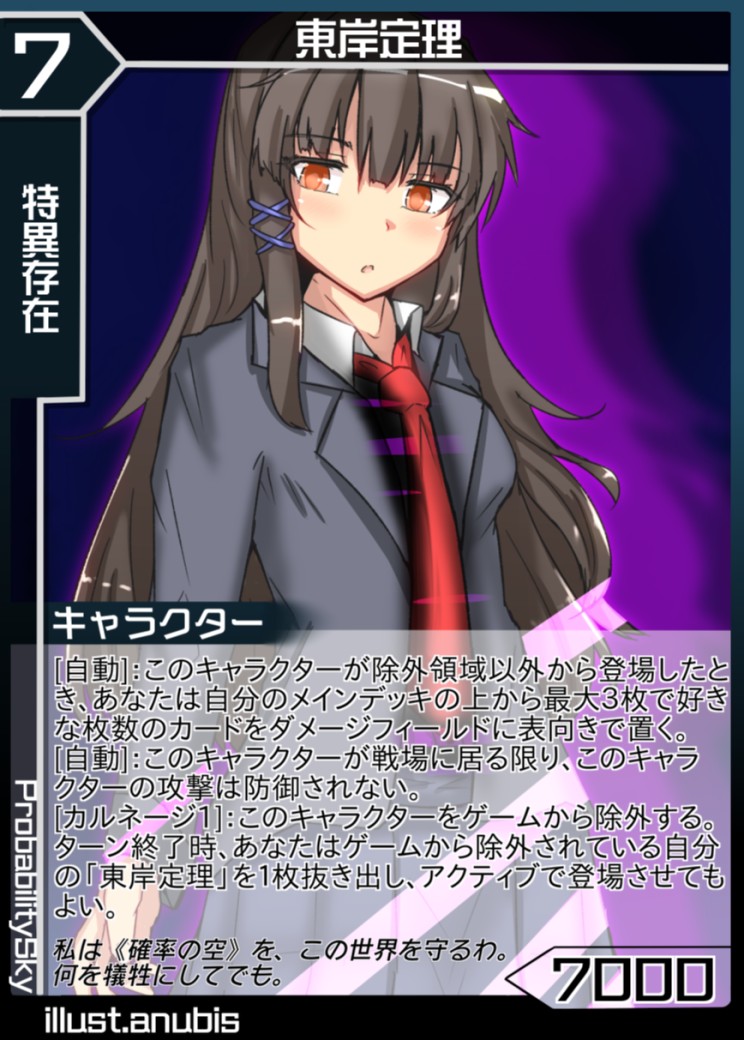 7
東岸定理
特異存在
キャラクター
[自動]:このキャラクターが除外領域以外から登場したと
き、あなたは自分のメインデッキの上から最大3枚で好き
な枚数のカードをダメージフィールドに表向きで置く。
[自動]:このキャラクターが戦場に居る限り、このキャラ
クターの攻撃は防御されない。
[カルネージ1]:このキャラクターをゲームから除外する。
ターン終了時、あなたはゲームから除外されている自分
の「東岸定理」を1枚抜き出し、アクティブで登場させても
よい。
私は《確率の空》を、この世界を守るわ。
何を犠牲にしてでも。
ProbabilitySky
7000
illust.anubis